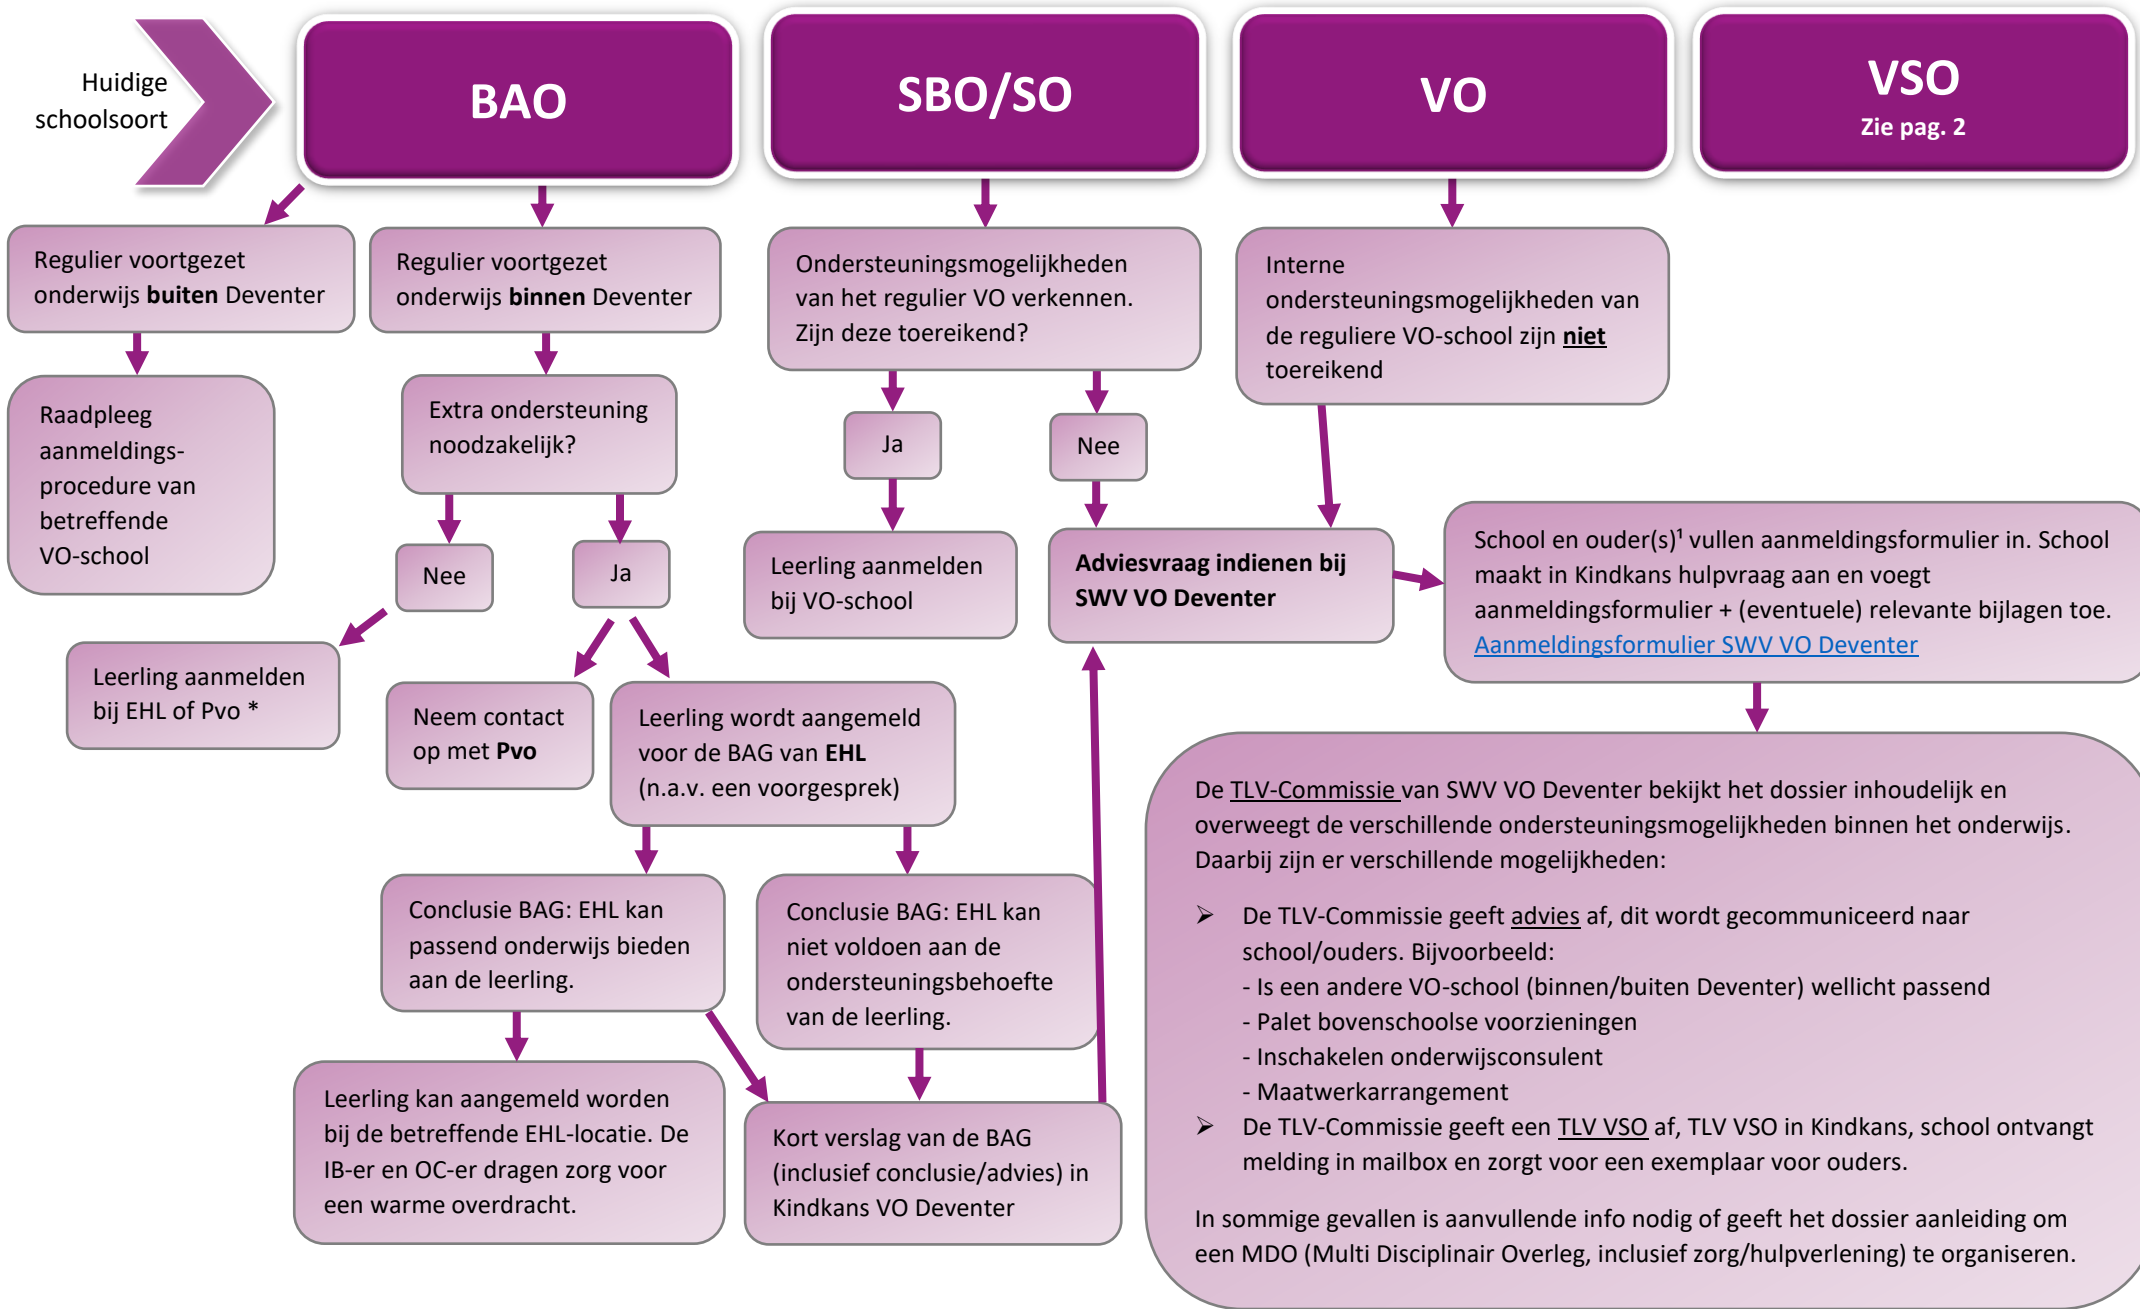 Huidige
schoolsoort
BAO
SBO/SO
VO
VSO
Zie pag. 2
Regulier voortgezet
onderwijs buiten Deventer
Regulier voortgezet
onderwijs binnen Deventer
Ondersteuningsmogelijkheden
van het regulier VO verkennen.
Zijn deze toereikend?
Interne
ondersteuningsmogelijkheden van
de reguliere VO-school zijn niet
toereikend
Raadpleeg
aanmeldings-
procedure van
betreffende
VO-school
Extra ondersteuning
noodzakelijk?
Ja
Nee
Nee
Ja
Leerling aanmelden
bij VO-school
Adviesvraag indienen bij
SWV VO Deventer
School en ouder(s)¹ vullen aanmeldingsformulier in. School
maakt in Kindkans hulpvraag aan en voegt
aanmeldingsformulier + (eventuele) relevante bijlagen toe.
Aanmeldingsformulier SWV VO Deventer
Leerling aanmelden
bij EHL of Pvo *
Neem contact
op met Pvo
Leerling wordt aangemeld
voor de BAG van EHL
(n.a.v. een voorgesprek)
Conclusie BAG: EHL kan
passend onderwijs bieden
aan de leerling.
Conclusie BAG: EHL kan
niet voldoen aan de
ondersteuningsbehoefte
van de leerling.
Leerling kan aangemeld worden
bij de betreffende EHL-locatie. De
IB-er en OC-er dragen zorg voor
een warme overdracht.
Kort verslag van de BAG
(inclusief conclusie/advies) in
Kindkans VO Deventer
De TLV-Commissie van SWV VO Deventer bekijkt het dossier inhoudelijk en
overweegt de verschillende ondersteuningsmogelijkheden binnen het onderwijs.
Daarbij zijn er verschillende mogelijkheden:
➢ De TLV-Commissie geeft advies af, dit wordt gecommuniceerd naar
school/ouders. Bijvoorbeeld:
- Is een andere VO-school (binnen/buiten Deventer) wellicht passend
- Palet bovenschoolse voorzieningen
- Inschakelen onderwijsconsulent
- Maatwerkarrangement
➢ De TLV-Commissie geeft een TLV VSO af, TLV VSO in Kindkans, school ontvangt
melding in mailbox en zorgt voor een exemplaar voor ouders.
In sommige gevallen is aanvullende info nodig of geeft het dossier aanleiding om
een MDO (Multi Disciplinair Overleg, inclusief zorg/hulpverlening) te organiseren.